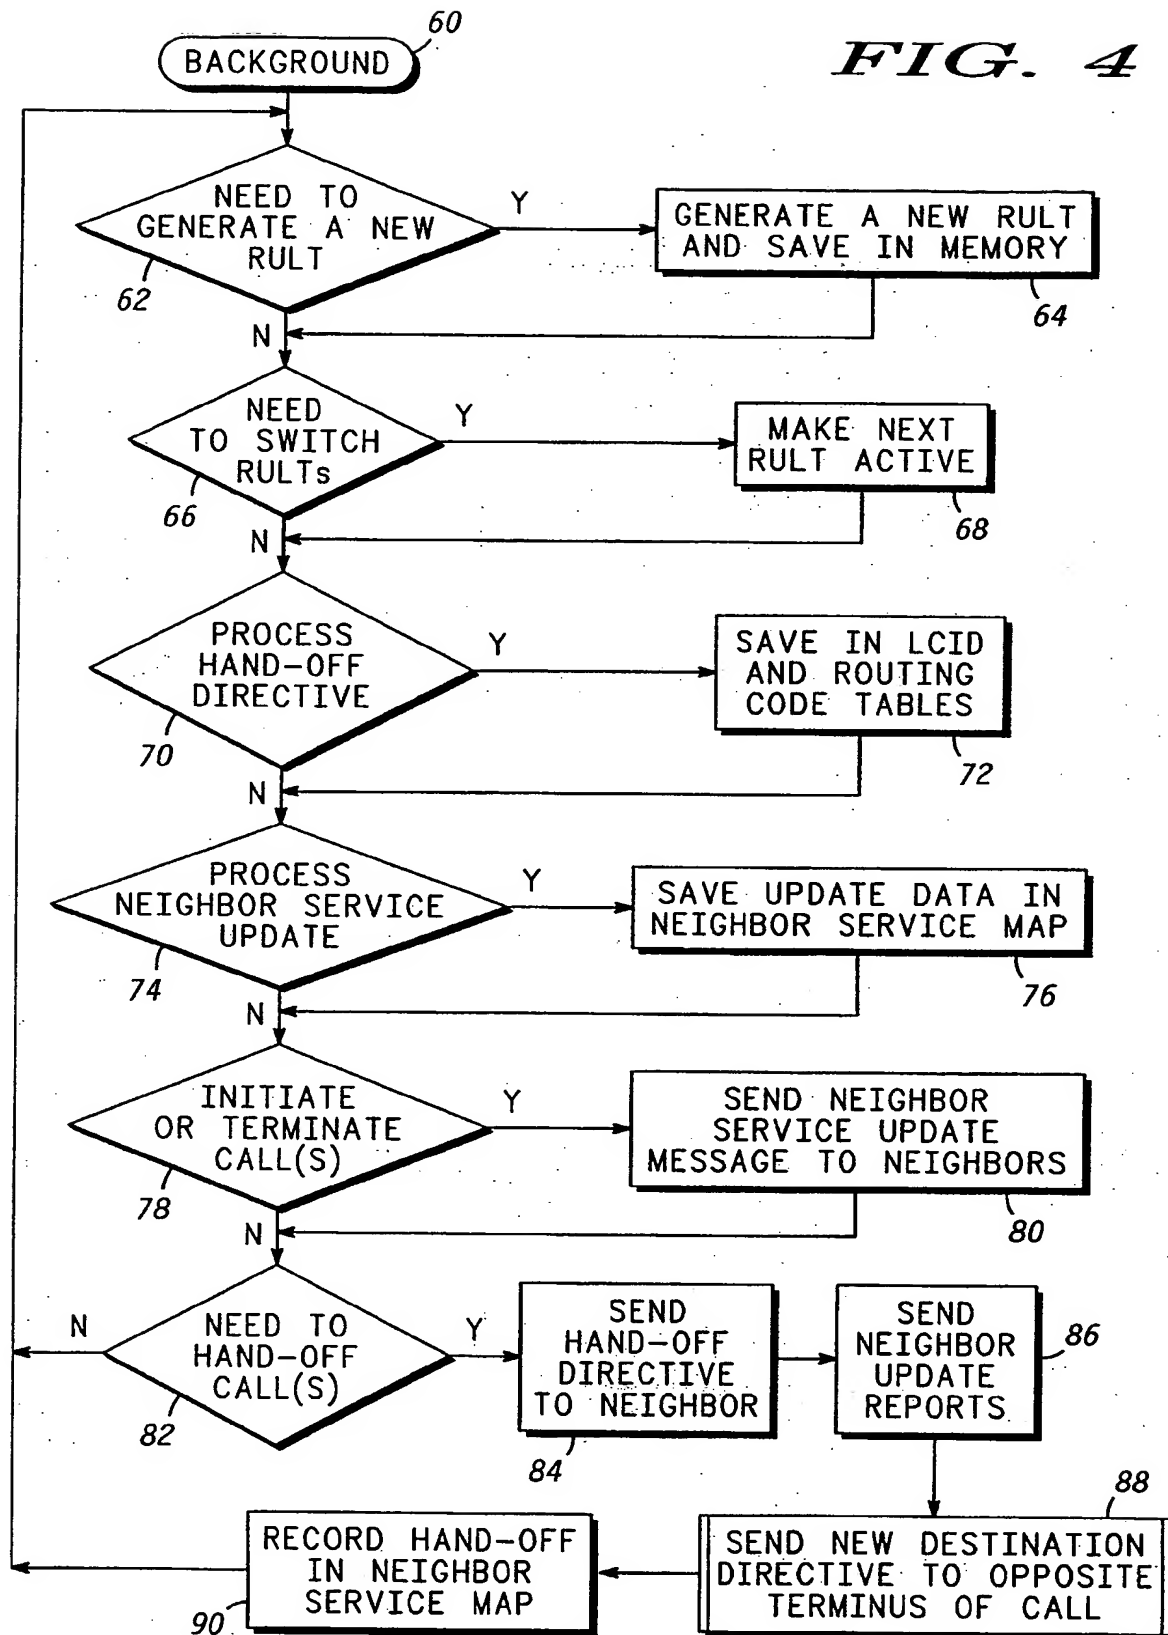 BACKGROUND
60
FIG. 4
NEED TO
GENERATE A NEW
RULT
62
Y
GENERATE A NEW RULT
AND SAVE IN MEMORY
64
N
NEED
TO SWITCH
RULTs
66
Y
MAKE NEXT
RULT ACTIVE
68
N
PROCESS
HAND-OFF
DIRECTIVE
70
Y
SAVE IN LCID
AND ROUTING
CODE TABLES
72
N
PROCESS
NEIGHBOR SERVICE
UPDATE
74
Y
SAVE UPDATE DATA IN
NEIGHBOR SERVICE MAP
76
N
INITIATE
OR TERMINATE
CALL(S)
78
Y
SEND NEIGHBOR
SERVICE UPDATE
MESSAGE TO NEIGHBORS
80
N
NEED TO
HAND-OFF
CALL(S)
82
N
Y
SEND
HAND-OFF
DIRECTIVE
TO NEIGHBOR
84
SEND
NEIGHBOR
UPDATE
REPORTS
86
88
SEND NEW DESTINATION
DIRECTIVE TO OPPOSITE
TERMINUS OF CALL
RECORD HAND-OFF
IN NEIGHBOR
SERVICE MAP
90